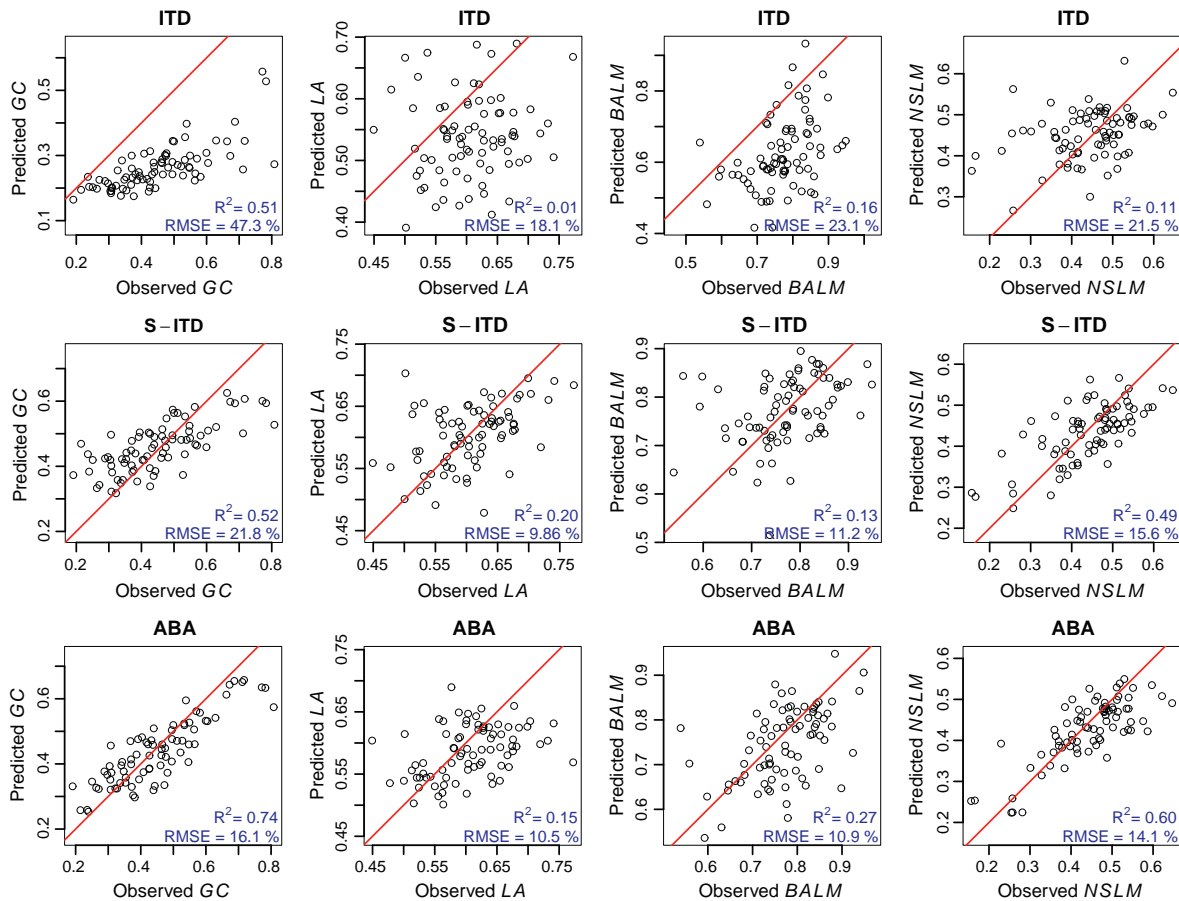 ITD
Predicted GC
0.1 0.3 0.5
R² = 0.51
RMSE = 47.3 %
0.2 0.4 0.6 0.8
Observed GC
ITD
Predicted LA
0.40 0.50 0.60 0.70
R² = 0.01
RMSE = 18.1 %
0.45 0.55 0.65 0.75
Observed LA
ITD
Predicted BALM
0.4 0.6 0.8
R² = 0.16
RMSE = 23.1 %
0.5 0.7 0.9
Observed BALM
ITD
Predicted NSLM
0.3 0.4 0.5 0.6
R² = 0.11
RMSE = 21.5 %
0.2 0.3 0.4 0.5 0.6
Observed NSLM
S – ITD
Predicted GC
0.2 0.4 0.6
R² = 0.52
RMSE = 21.8 %
0.2 0.4 0.6 0.8
Observed GC
S – ITD
Predicted LA
0.45 0.55 0.65 0.75
R² = 0.20
RMSE = 9.86 %
0.45 0.55 0.65 0.75
Observed LA
S – ITD
Predicted BALM
0.5 0.6 0.7 0.8 0.9
R² = 0.13
RMSE = 11.2 %
0.6 0.7 0.8 0.9
Observed BALM
S – ITD
Predicted NSLM
0.2 0.3 0.4 0.5 0.6
R² = 0.49
RMSE = 15.6 %
0.2 0.3 0.4 0.5 0.6
Observed NSLM
ABA
Predicted GC
0.2 0.4 0.6
R² = 0.74
RMSE = 16.1 %
0.2 0.4 0.6 0.8
Observed GC
ABA
Predicted LA
0.45 0.55 0.65 0.75
R² = 0.15
RMSE = 10.5 %
0.45 0.55 0.65 0.75
Observed LA
ABA
Predicted BALM
0.6 0.7 0.8 0.9
R² = 0.27
RMSE = 10.9 %
0.6 0.7 0.8 0.9
Observed BALM
ABA
Predicted NSLM
0.2 0.3 0.4 0.5 0.6
R² = 0.60
RMSE = 14.1 %
0.2 0.3 0.4 0.5 0.6
Observed NSLM